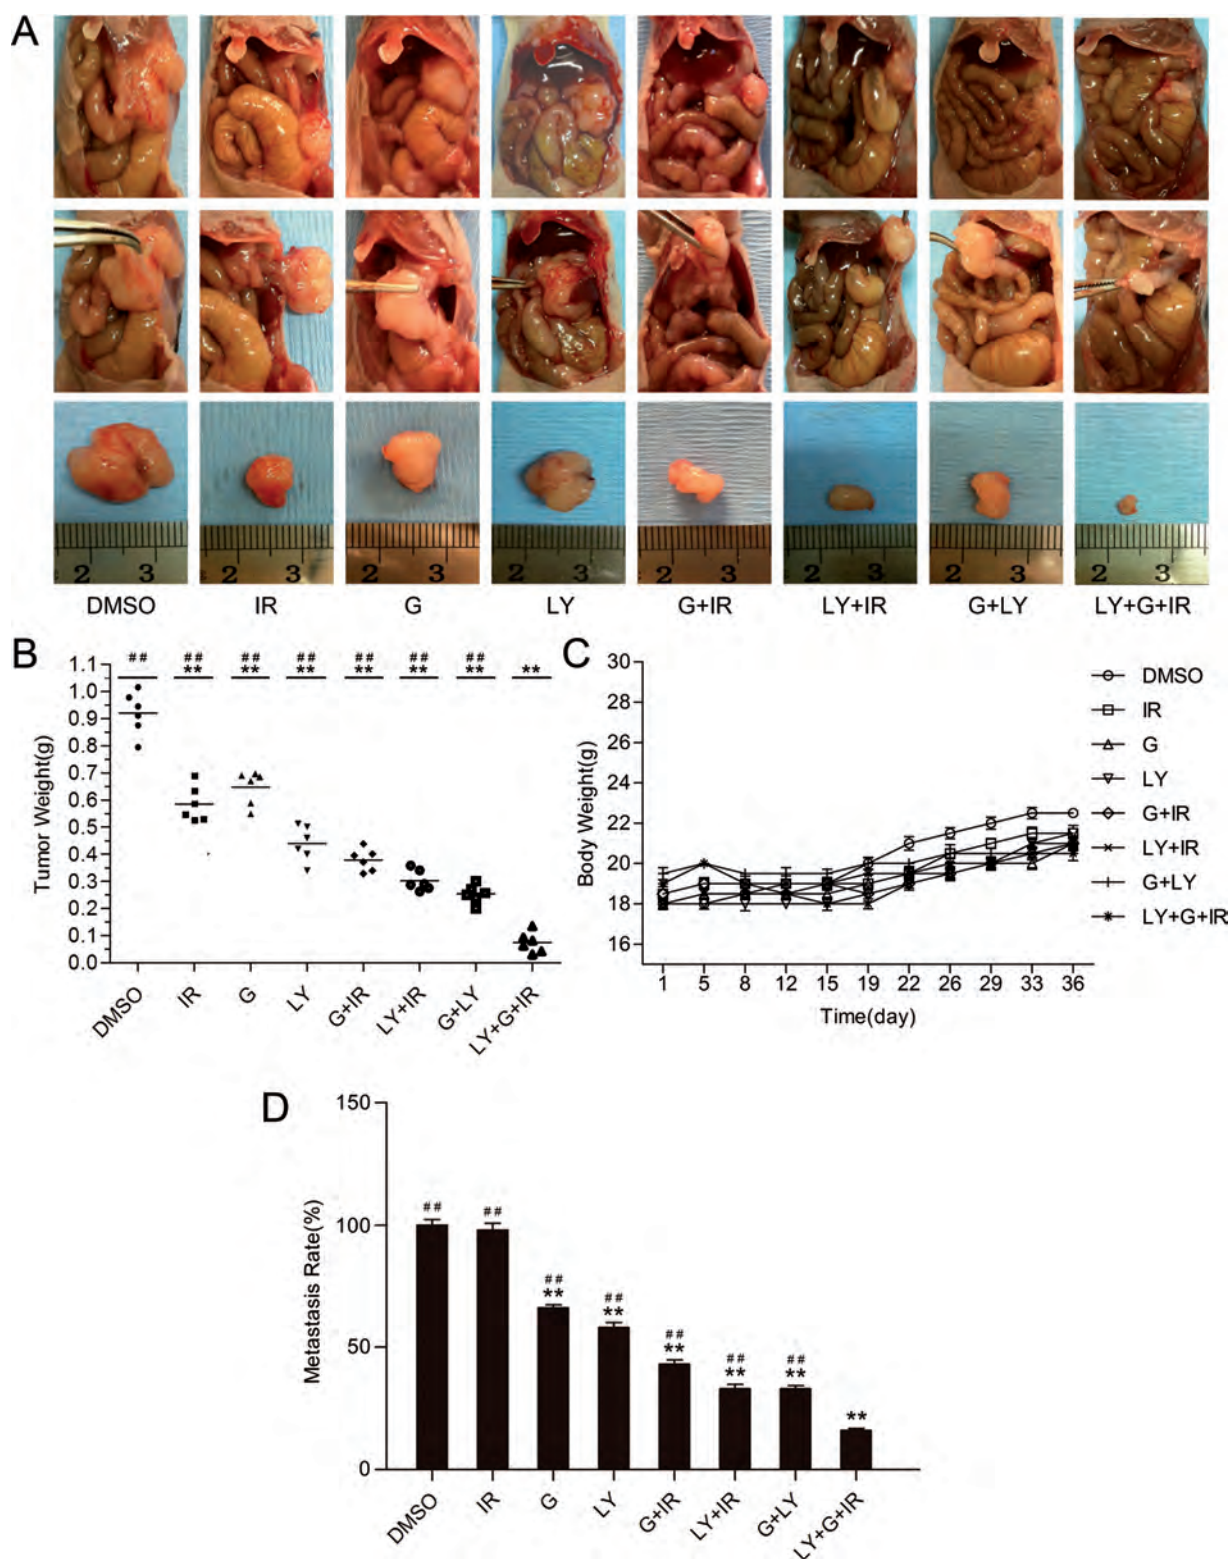 A
2 3 2 3 2 3 2 3 2 3 2 3 2 3 2 3
DMSO IR G LY G+IR LY+IR G+LY LY+G+IR
B
## ## ## ## ## ## ##
** ** ** ** ** ** **
Tumor Weight(g)
1.1
1.0
0.9
0.8
0.7
0.6
0.5
0.4
0.3
0.2
0.1
0.0
DMSO IR G LY G+IR LY+IR G+LY LY+G+IR
C
Body Weight(g)
30
28
26
24
22
20
18
16
1 5 8 12 15 19 22 26 29 33 36
Time(day)
DMSO
IR
G
LY
G+IR
LY+IR
G+LY
LY+G+IR
D
Metastasis Rate(%)
150
100
50
0
## ##
## ## ## ## ##
** ** ** ** ** **
DMSO IR G LY G+IR LY+IR G+LY LY+G+IR